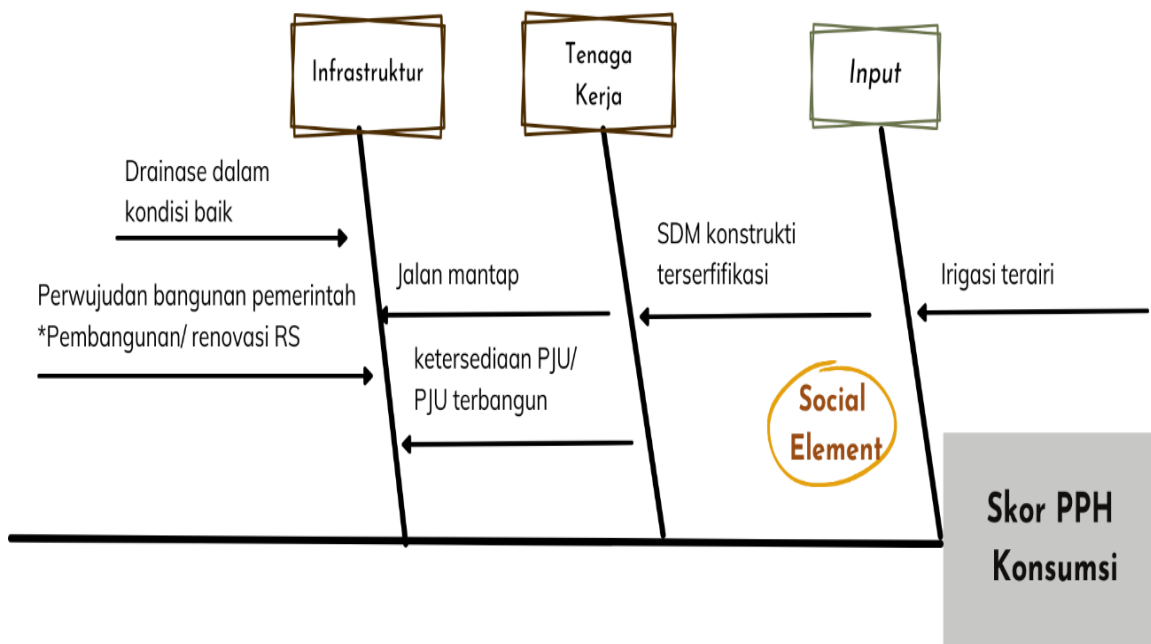 Infrastruktur
Tenaga
Kerja
Input
Drainase dalam
kondisi baik
Perwujudan bangunan pemerintah
*Pembangunan/ renovasi RS
Jalan mantap
ketersediaan PJU/
PJU terbangun
SDM konstrukti
terserfifikasi
Irigasi terairi
Social
Element
Skor PPH
Konsumsi